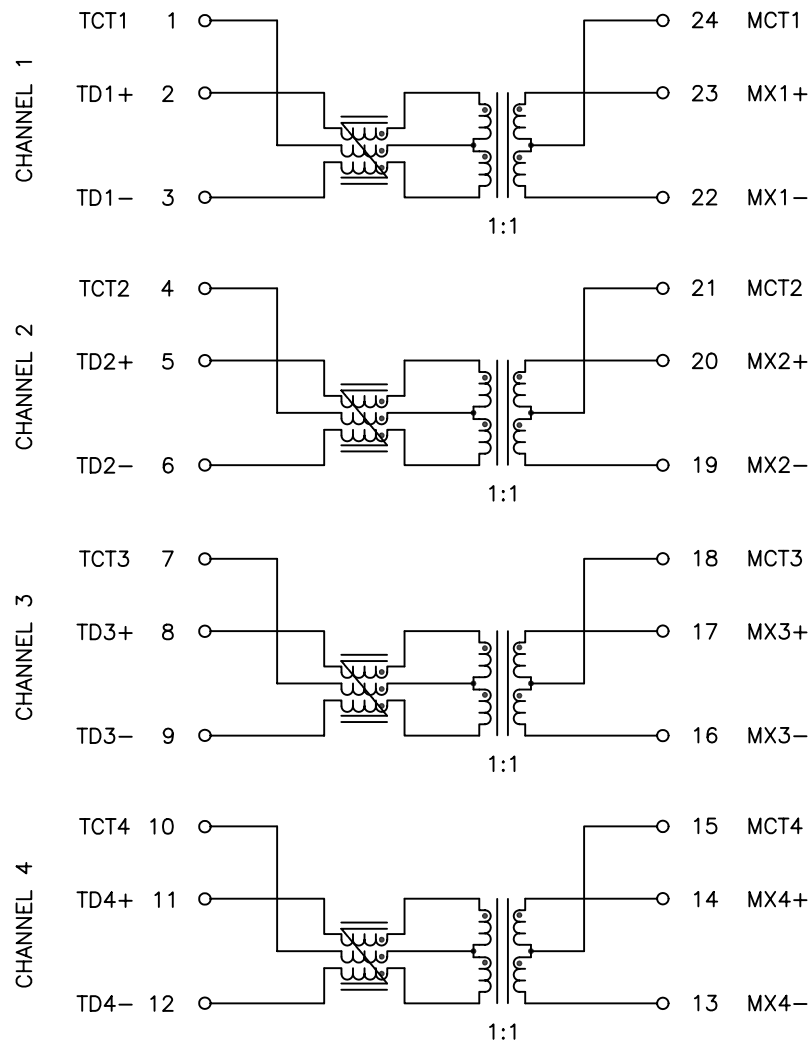 CHANNEL 1
TCT1 1 24 MCT1
TD1+ 2 23 MX1+
TD1- 3 22 MX1-
1:1
CHANNEL 2
TCT2 4 21 MCT2
TD2+ 5 20 MX2+
TD2- 6 19 MX2-
1:1
CHANNEL 3
TCT3 7 18 MCT3
TD3+ 8 17 MX3+
TD3- 9 16 MX3-
1:1
CHANNEL 4
TCT4 10 15 MCT4
TD4+ 11 14 MX4+
TD4- 12 13 MX4-
1:1